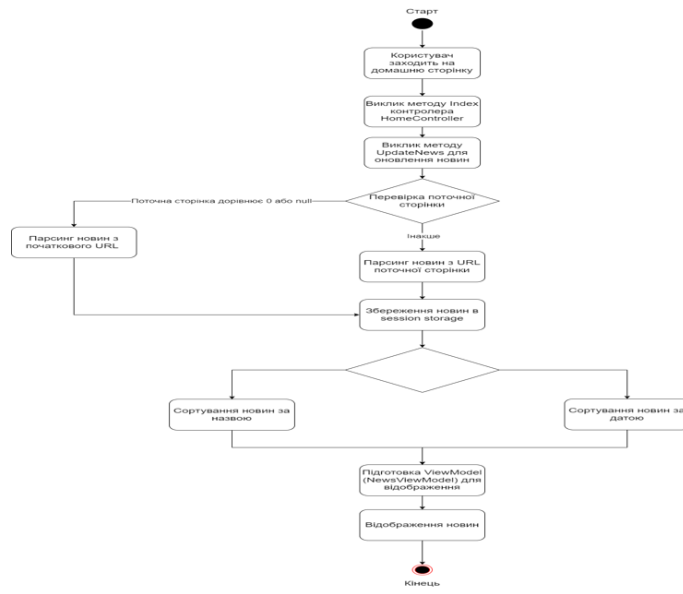 Старт
Користувач
заходить на
домашню сторінку
Виклик методу Index
контролера
HomeController
Виклик методу
UpdateNews для
оновлення новин
Перевірка поточної
сторінки
Поточна сторінка дорівнює 0 або null
Інакше
Парсинг новин з
початкового URL
Парсинг новин з URL
поточної сторінки
Збереження новин в
session storage
Сортування новин за
назвою
Сортування новин за
датою
Підготовка ViewModel
(NewsViewModel) для
відображення
Відображення новин
Кінець